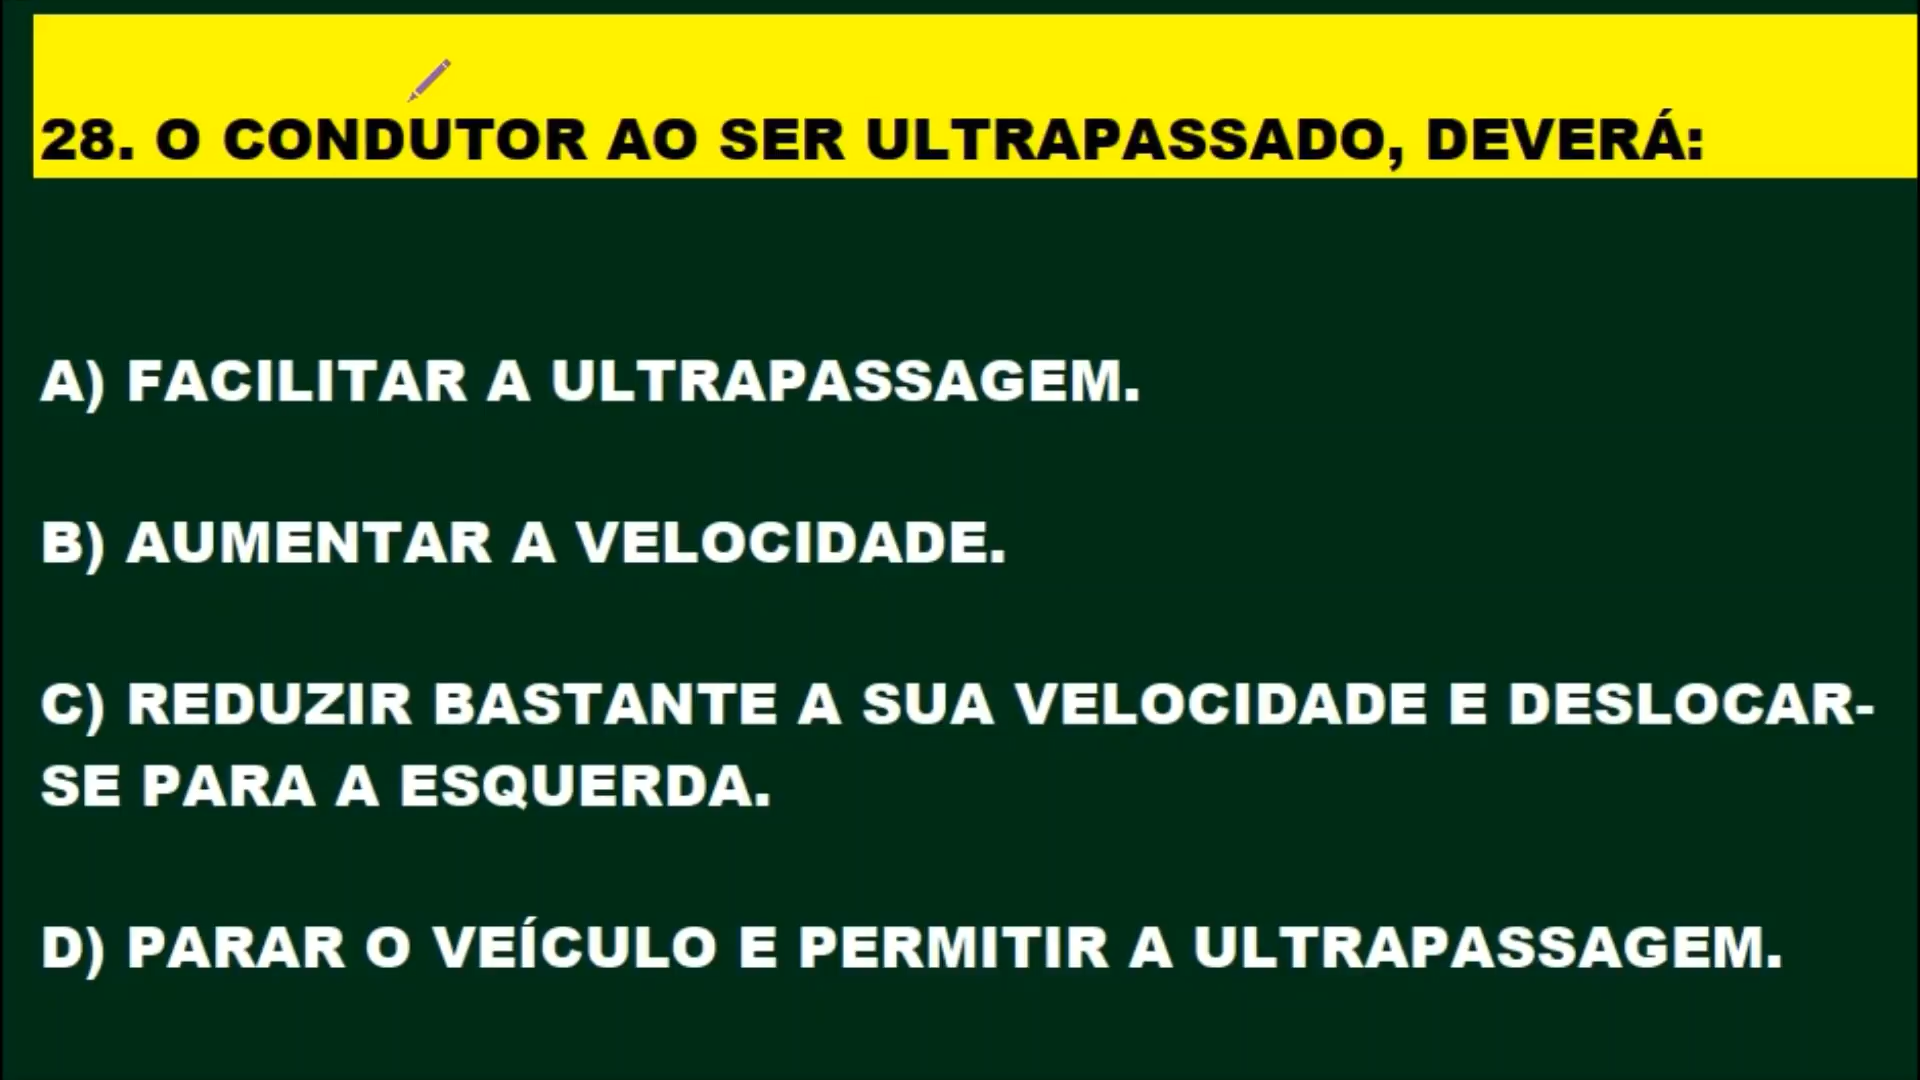 28. O CONDUTOR AO SER ULTRAPASSADO, DEVERÁ:
A) FACILITAR A ULTRAPASSAGEM.
B) AUMENTAR A VELOCIDADE.
C) REDUZIR BASTANTE A SUA VELOCIDADE E DESLOCAR-
SE PARA A ESQUERDA.
D) PARAR O VEÍCULO E PERMITIR A ULTRAPASSAGEM.